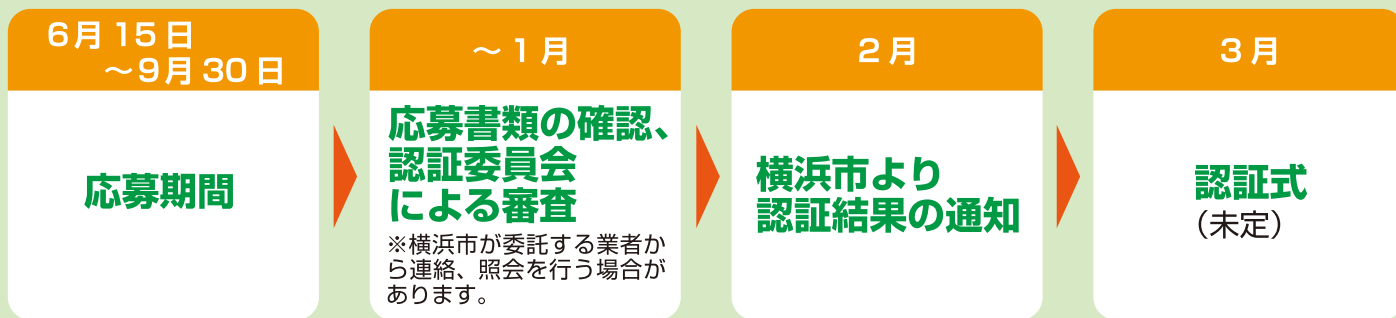 6月15日
～9月30日
応募期間
～1月
応募書類の確認、
認証委員会
による審査
※横浜市が委託する業者か
ら連絡、照会を行う場合が
あります。
2月
横浜市より
認証結果の通知
3月
認証式
（未定）